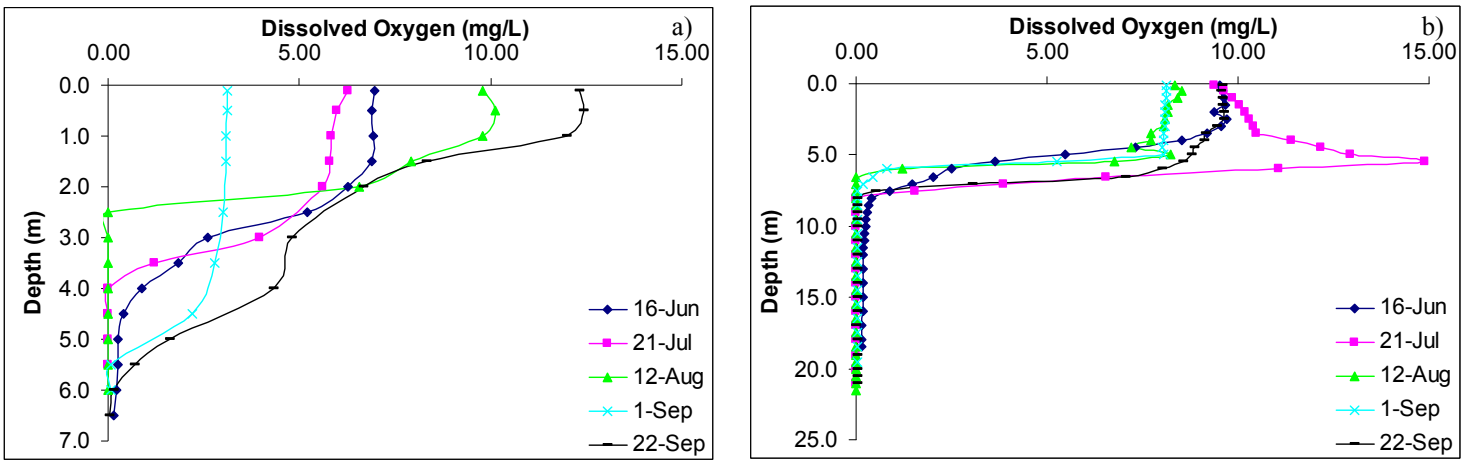 Dissolved Oxygen (mg/L) a)
0.00 5.00 10.00 15.00
0.0
1.0
2.0
3.0
4.0
5.0
6.0
7.0
Depth (m)
16-Jun
21-Jul
12-Aug
1-Sep
22-Sep
Dissolved Oyxgen (mg/L) b)
0.00 5.00 10.00 15.00
0.0
5.0
10.0
15.0
20.0
25.0
Depth (m)
16-Jun
21-Jul
12-Aug
1-Sep
22-Sep